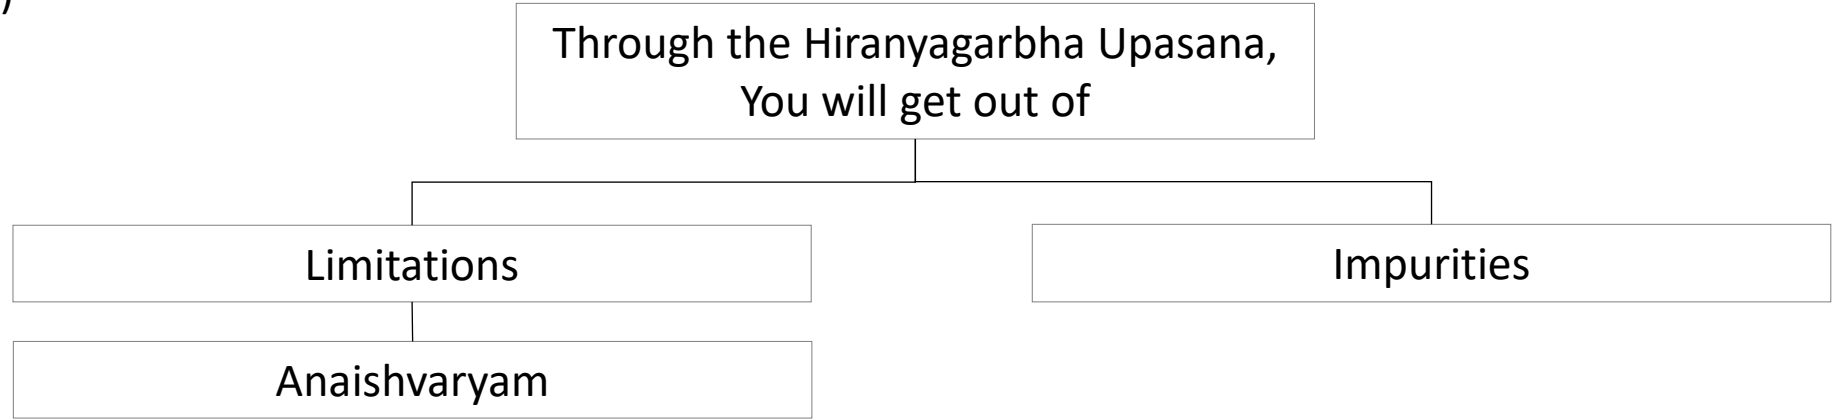 )
Through the Hiranyagarbha Upasana,
You will get out of
Limitations
Impurities
Anaishvaryam